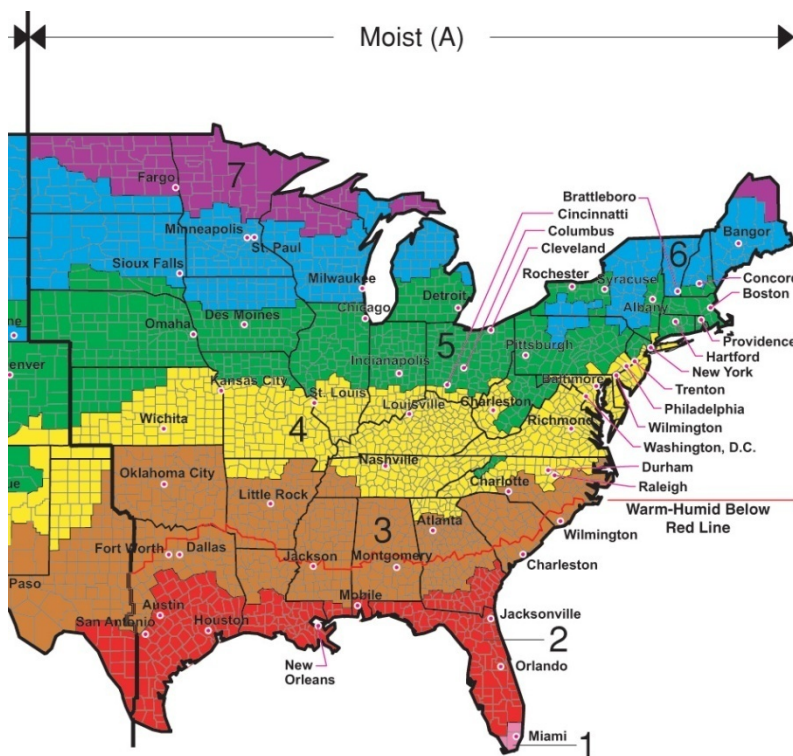 Moist (A)
7
Fargo
Brattleboro
Cincinnatti
Columbus
Cleveland
6
Bangor
Minneapolis
St. Paul
Sioux Falls
Milwaukee
Rochester
Syracuse
Concord
Boston
Albany
Chicago
Detroit
Des Moines
Omaha
5
Pittsburgh
Providence
Hartford
New York
Indianapolis
Trenton
Philadelphia
Wilmington
Baltimore
Kansas City
St. Louis
Louisville
Charleston
Richmond
Washington, D.C.
Wichita
4
Durham
Raleigh
Nashville
Oklahoma City
Little Rock
Charlotte
Warm-Humid Below
Red Line
3
Atlanta
Wilmington
Fort Worth
Dallas
Jackson
Montgomery
Charleston
Paso
Austin
San Antonio
Houston
Mobile
Jacksonville
2
New
Orleans
Orlando
Miami
1